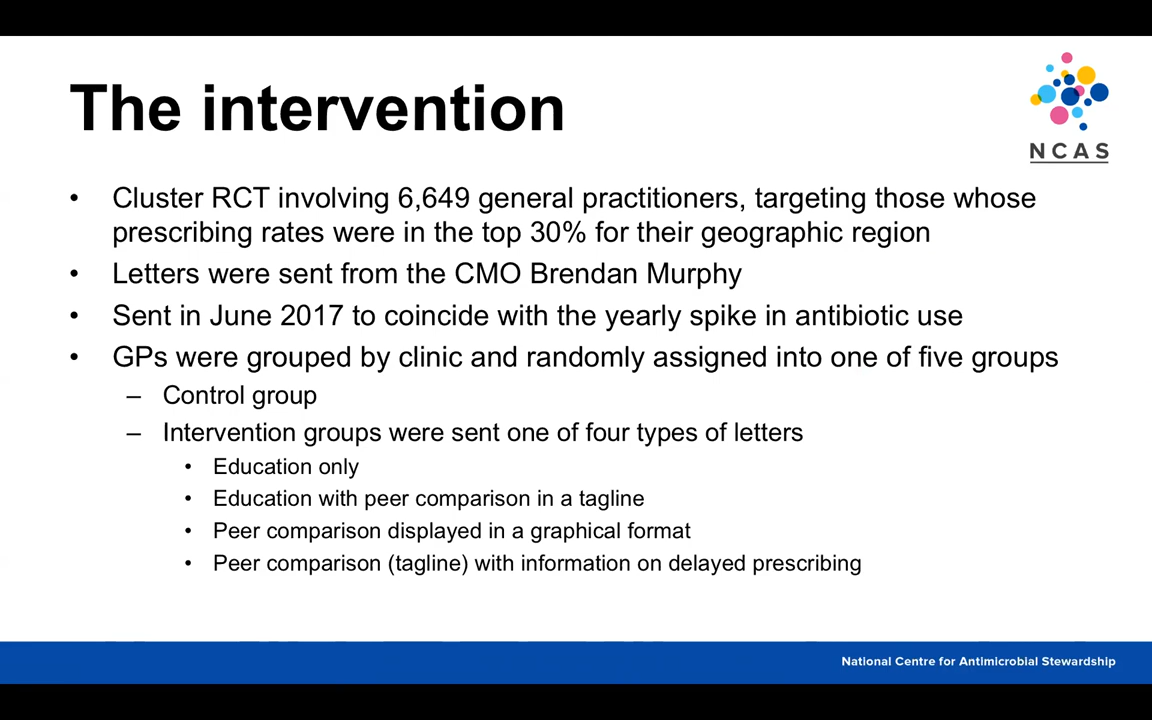 The intervention
NCAS
• Cluster RCT involving 6,649 general practitioners, targeting those whose
prescribing rates were in the top 30% for their geographic region
• Letters were sent from the CMO Brendan Murphy
• Sent in June 2017 to coincide with the yearly spike in antibiotic use
• GPs were grouped by clinic and randomly assigned into one of five groups
– Control group
– Intervention groups were sent one of four types of letters
• Education only
• Education with peer comparison in a tagline
• Peer comparison displayed in a graphical format
• Peer comparison (tagline) with information on delayed prescribing
National Centre for Antimicrobial Stewardship